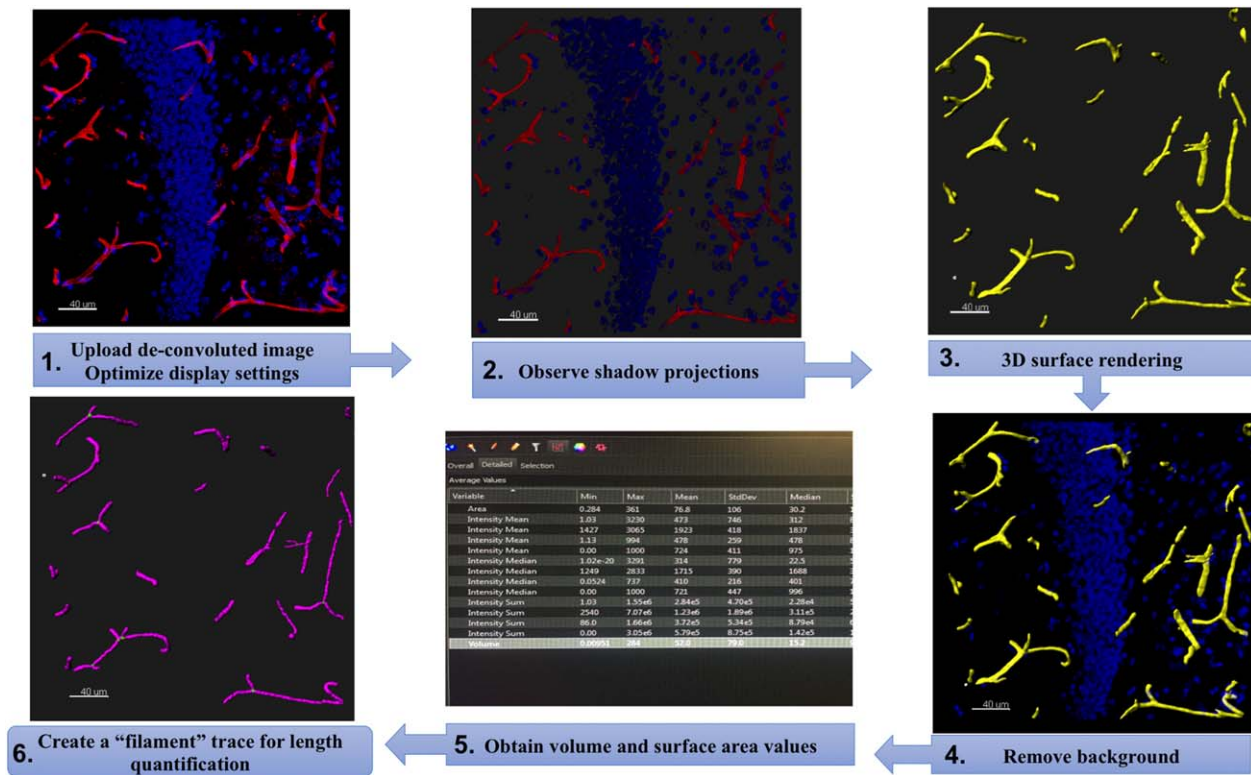 40 um
40 um
40 um
1. Upload de-convoluted image
Optimize display settings
2. Observe shadow projections
3. 3D surface rendering
Overall Detailed Selection
Average Values
Variable Min Max Mean StdDev Median
Area 0.284 361 76.8 106 30.2
Intensity Mean 1.03 3230 473 746 312
Intensity Mean 1427 3065 1923 418 1837
Intensity Mean 1.13 994 478 259 478
Intensity Mean 0.00 1000 724 411 975
Intensity Median 1.02e-20 3291 314 779 22.5
Intensity Median 1249 2833 1715 390 1688
Intensity Median 0.0524 737 410 216 401
Intensity Median 0.00 1000 721 447 996
Intensity Sum 1.03 1.55e6 2.84e5 4.70e5 2.28e4
Intensity Sum 2540 7.07e6 1.23e6 1.89e6 3.11e5
Intensity Sum 86.0 1.66e6 3.72e5 5.34e5 8.79e4
Intensity Sum 0.00 3.05e6 5.79e5 8.75e5 1.42e5
Volume 0.00951 264 52.0 79.0 15.2
40 um
40 um
4. Remove background
5. Obtain volume and surface area values
6. Create a “filament” trace for length
quantification